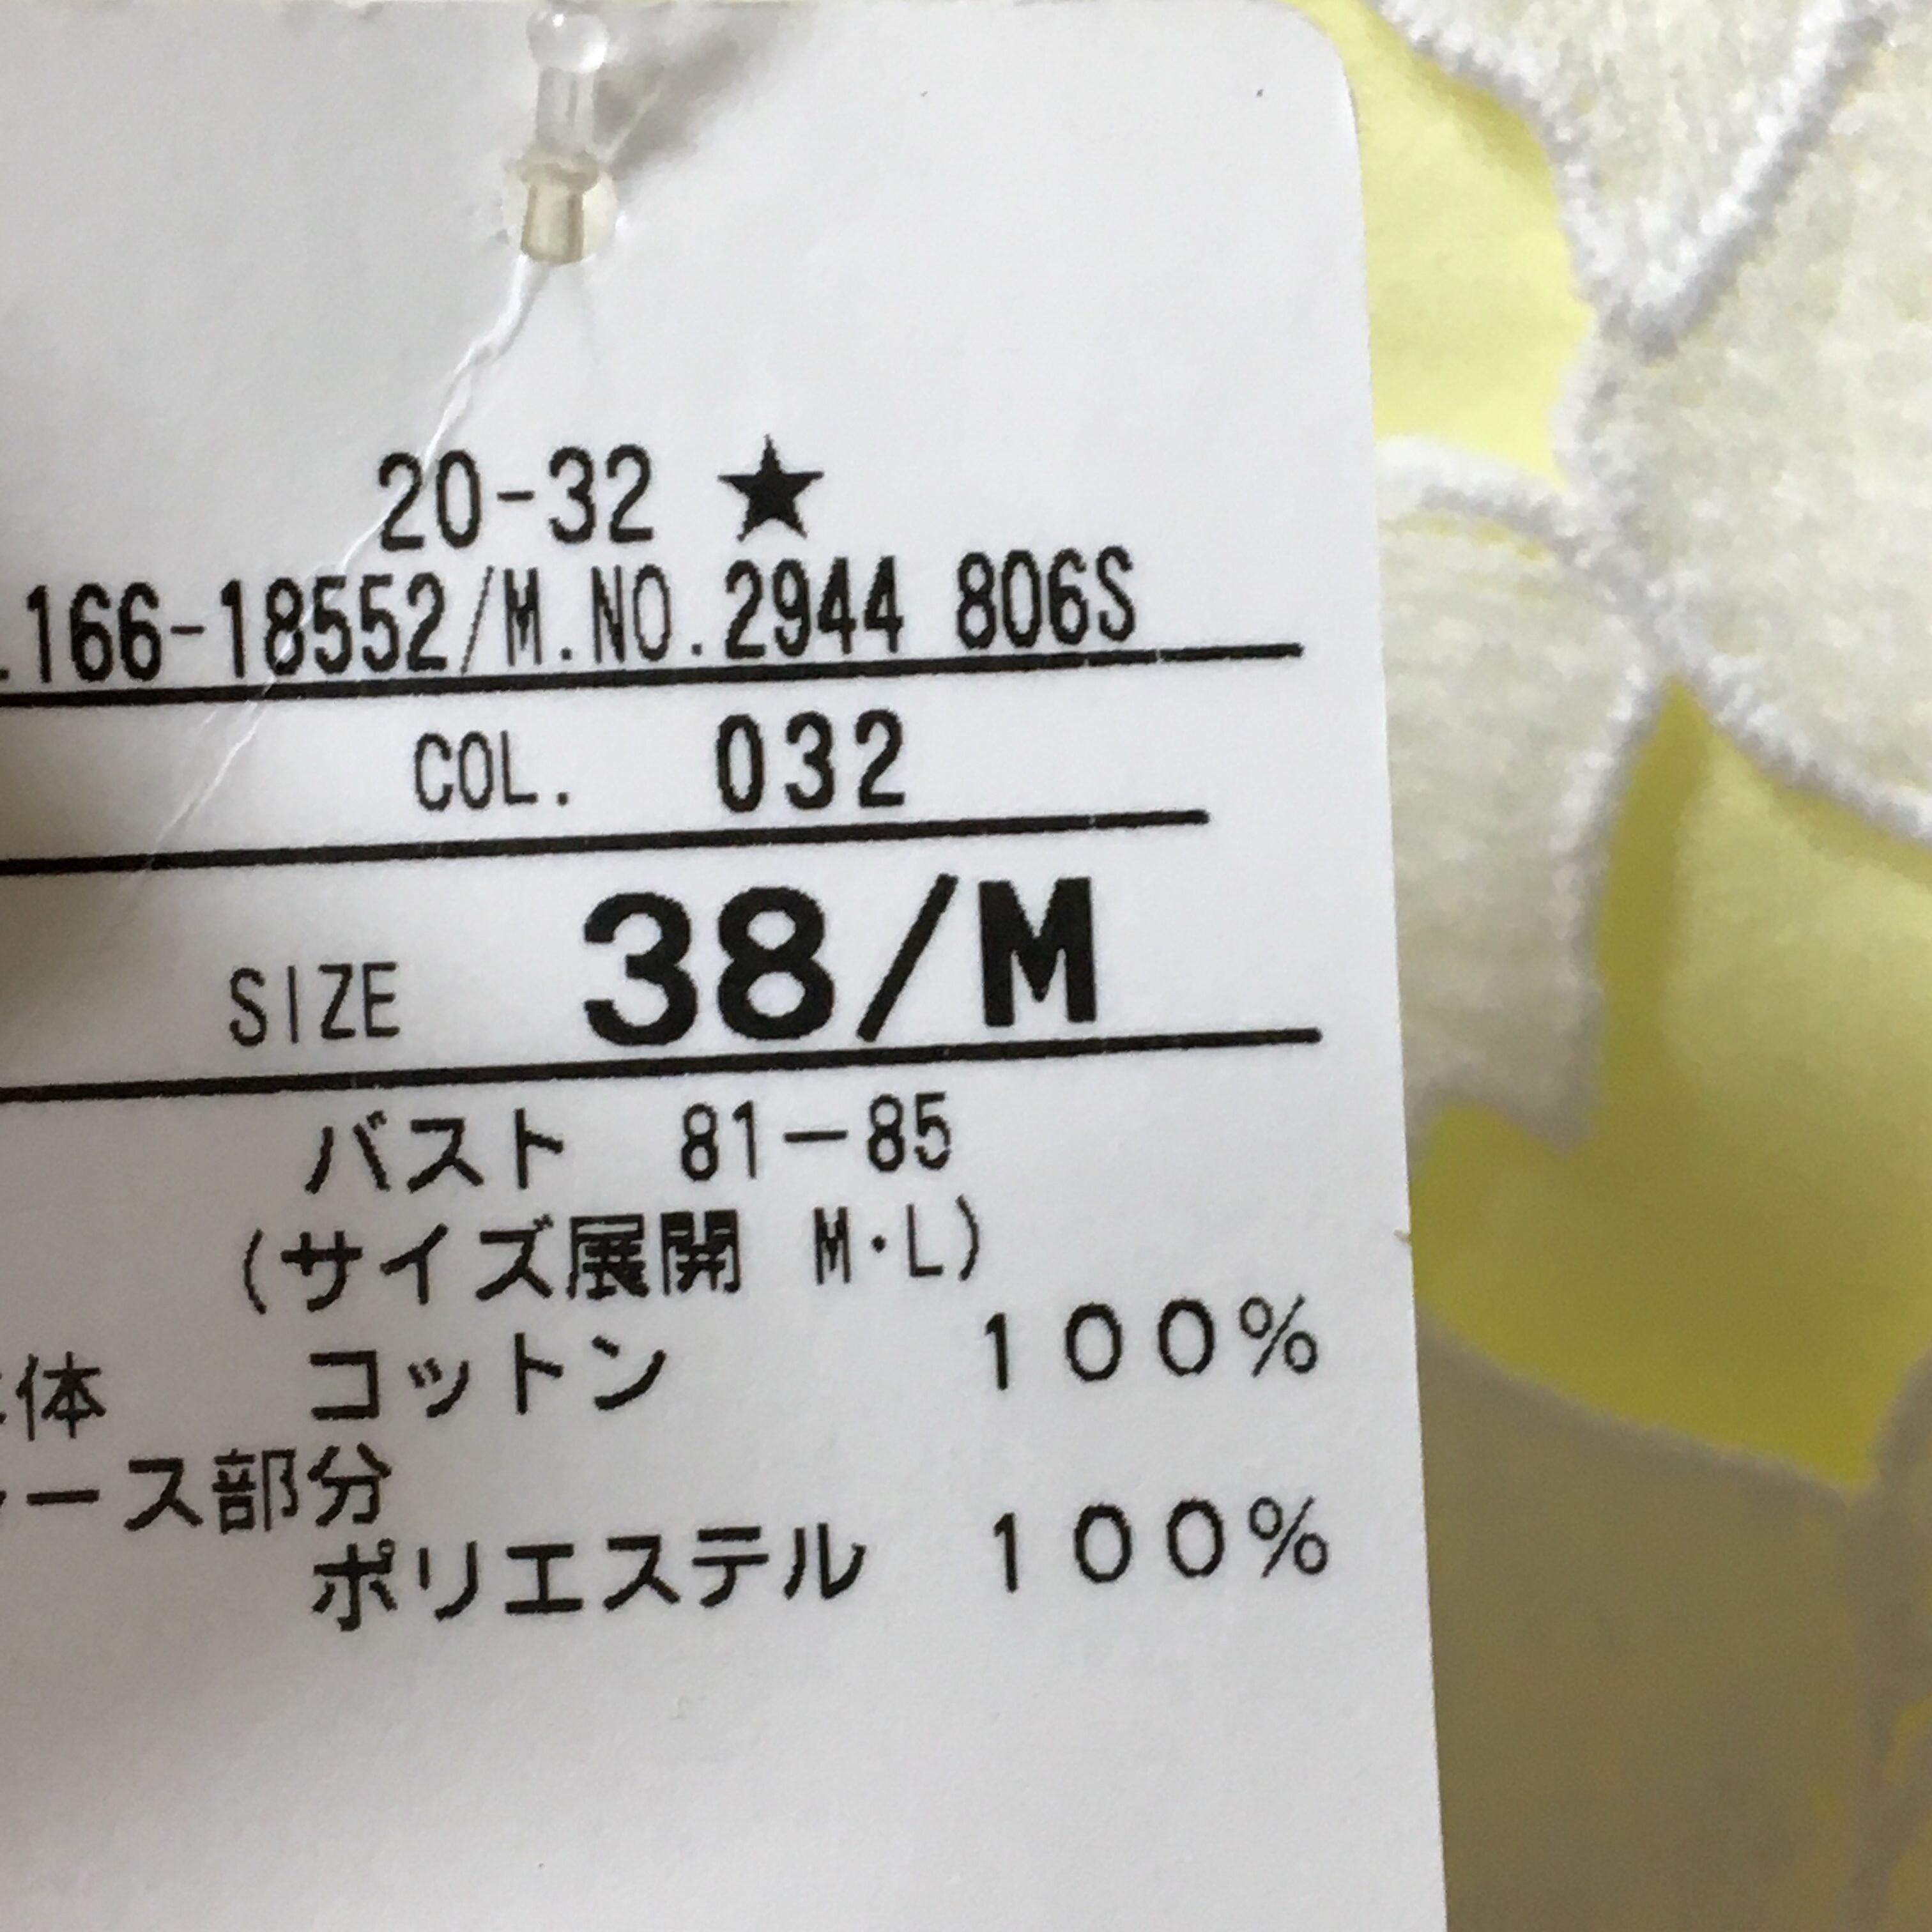 20-32 ★
.166-18552/M.NO.2944 806S
COL. 032
SIZE 38/M
バスト 81−85
(サイズ展開 M・L)
体 コットン 100%
ース部分
ポリエステル 100%